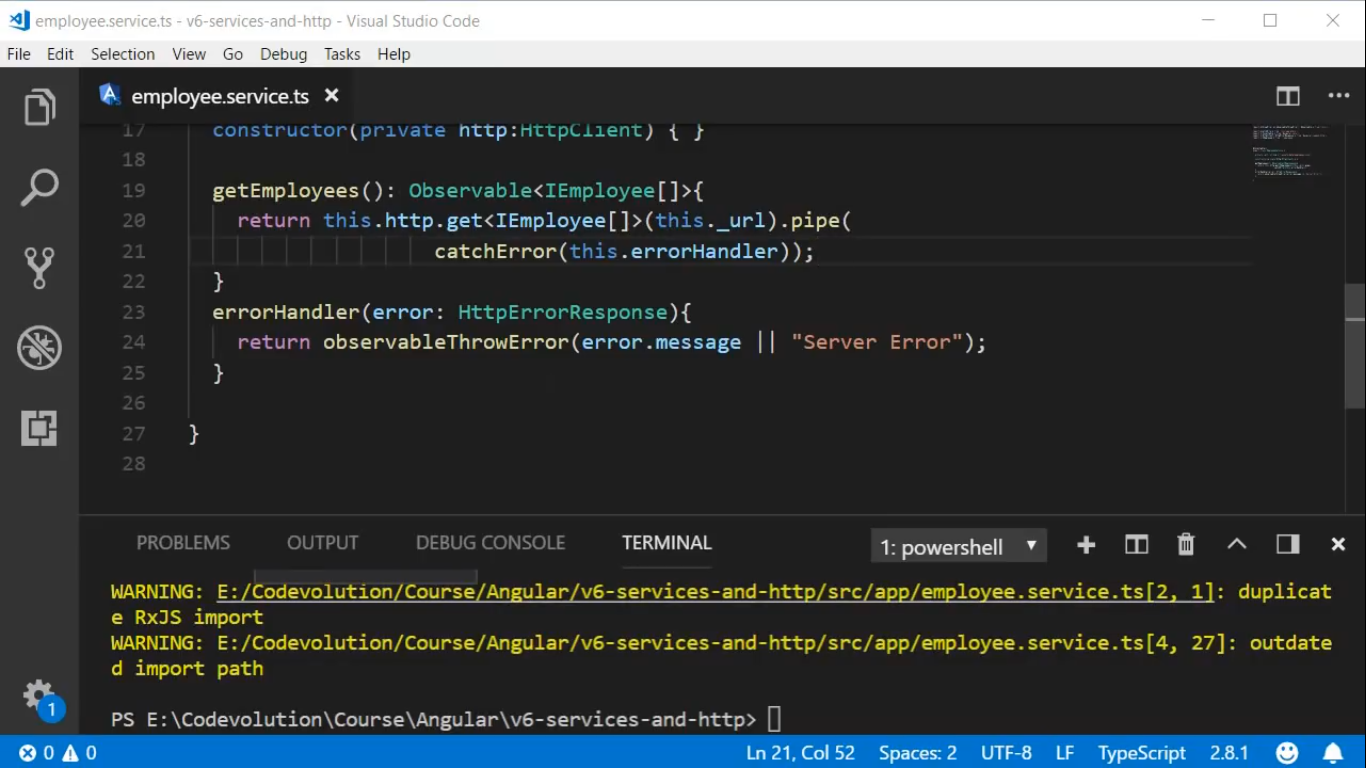 employee.service.ts - v6-services-and-http - Visual Studio Code
File Edit Selection View Go Debug Tasks Help
employee.service.ts
17 constructor(private http:HttpClient) { }
18
19 getEmployees(): Observable<IEmployee[]>{
20 return this.http.get<IEmployee[]>(this._url).pipe(
21 catchError(this.errorHandler));
22 }
23 errorHandler(error: HttpErrorResponse){
24 return observableThrowError(error.message || "Server Error");
25 }
26
27 }
28
PROBLEMS OUTPUT DEBUG CONSOLE TERMINAL 1: powershell
WARNING: E:/Codevolution/Course/Angular/v6-services-and-http/src/app/employee.service.ts[2, 1]: duplicat
e RxJS import
WARNING: E:/Codevolution/Course/Angular/v6-services-and-http/src/app/employee.service.ts[4, 27]: outdate
d import path
PS E:\Codevolution\Course\Angular\v6-services-and-http>
1
0 0 Ln 21, Col 52 Spaces: 2 UTF-8 LF TypeScript 2.8.1